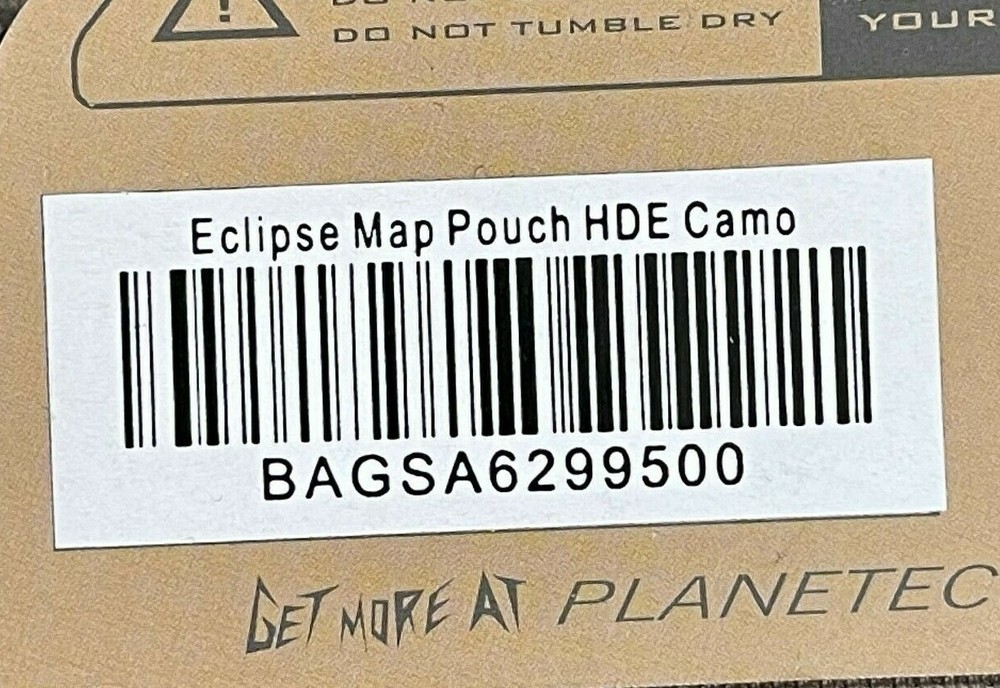 DO NOT TUMBLE DRY
YOUR
Eclipse Map Pouch HDE Camo
BAGSA6299500
GET MORE AT PLANETEC